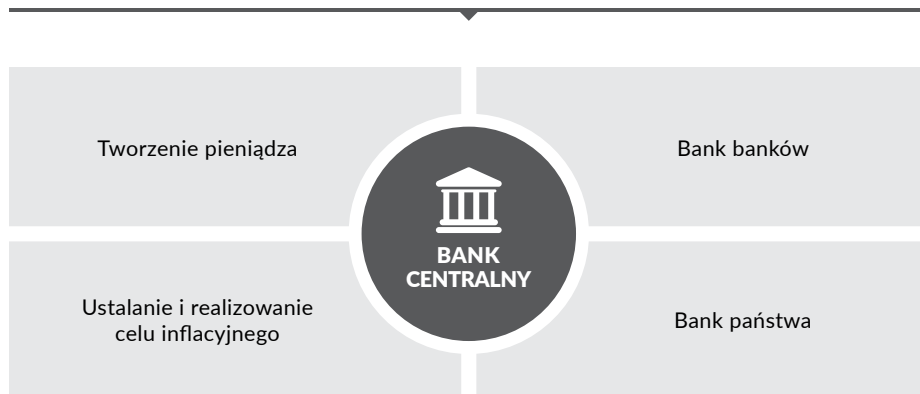 Tworzenie pieniądza
Bank banków
BANK
CENTRALNY
Ustalanie i realizowanie
celu inflacyjnego
Bank państwa